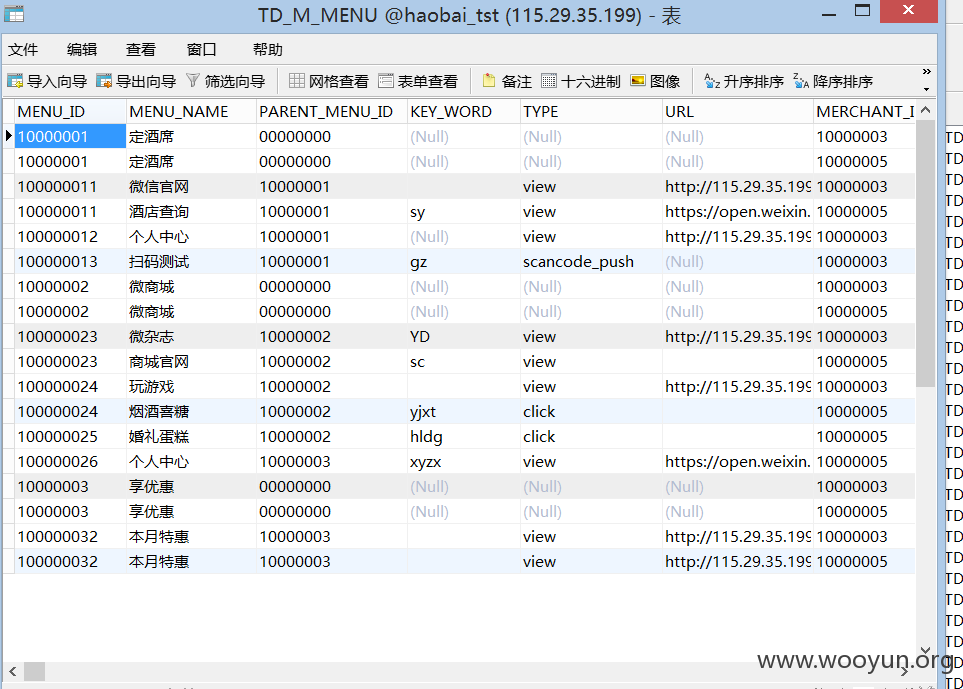 TD_M_MENU @haobai_tst (115.29.35.199) - 表
文件 编辑 查看 窗口 帮助
导入向导 导出向导 筛选向导 网格查看 表单查看 备注 十六进制 图像 升序排序 降序排序
MENU_ID MENU_NAME PARENT_MENU_ID KEY_WORD TYPE URL MERCHANT_I
10000001 定酒席 00000000 (Null) (Null) (Null) 10000003
10000001 定酒席 00000000 (Null) (Null) (Null) 10000005
100000011 微信官网 10000001 view http://115.29.35.199 10000003
100000011 酒店查询 10000001 sy view https://open.weixin. 10000005
100000012 个人中心 10000001 (Null) view http://115.29.35.199 10000003
100000013 扫码测试 10000001 gz scancode_push (Null) 10000003
10000002 微商城 00000000 (Null) (Null) (Null) 10000003
10000002 微商城 00000000 (Null) (Null) (Null) 10000005
100000023 微杂志 10000002 YD view http://115.29.35.199 10000003
100000023 商城官网 10000002 sc view 10000005
100000024 玩游戏 10000002 view http://115.29.35.199 10000003
100000024 烟酒喜糖 10000002 yjxt click 10000005
100000025 婚礼蛋糕 10000002 hldg click 10000005
100000026 个人中心 10000003 xyzx view https://open.weixin. 10000005
10000003 享优惠 00000000 (Null) (Null) (Null) 10000003
10000003 享优惠 00000000 (Null) (Null) (Null) 10000005
100000032 本月特惠 10000003 view http://115.29.35.199 10000003
100000032 本月特惠 10000003 view http://115.29.35.199 10000005
www.wooyun.org